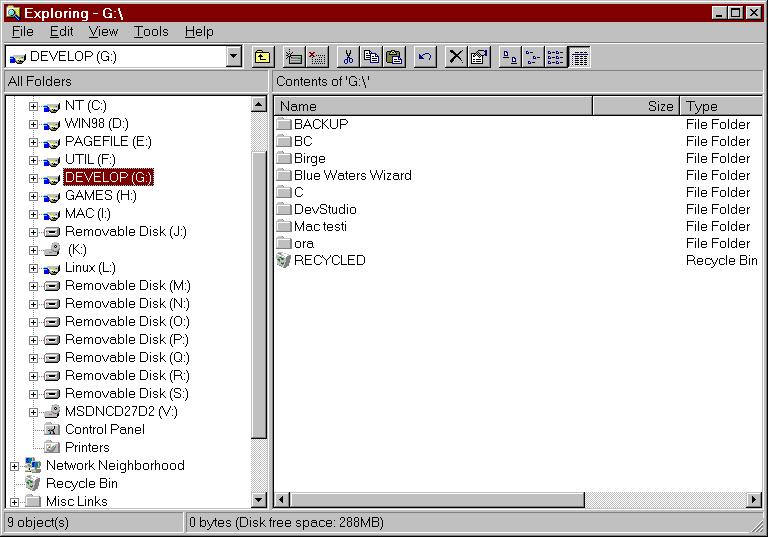 Exploring - G:\
File Edit View Tools Help
DEVELOP (G:)
All Folders
Contents of 'G:\'
NT (C:)
WIN98 (D:)
PAGEFILE (E:)
UTIL (F:)
DEVELOP (G:)
GAMES (H:)
MAC (I:)
Removable Disk (J:)
(K:)
Linux (L:)
Removable Disk (M:)
Removable Disk (N:)
Removable Disk (O:)
Removable Disk (P:)
Removable Disk (Q:)
Removable Disk (R:)
Removable Disk (S:)
MSDNCD27D2 (V:)
Control Panel
Printers
Network Neighborhood
Recycle Bin
Misc Links
Name Size Type
BACKUP File Folder
BC File Folder
Birge File Folder
Blue Waters Wizard File Folder
C File Folder
DevStudio File Folder
Mac testi File Folder
ora File Folder
RECYCLED Recycle Bin
9 object(s)
0 bytes (Disk free space: 288MB)